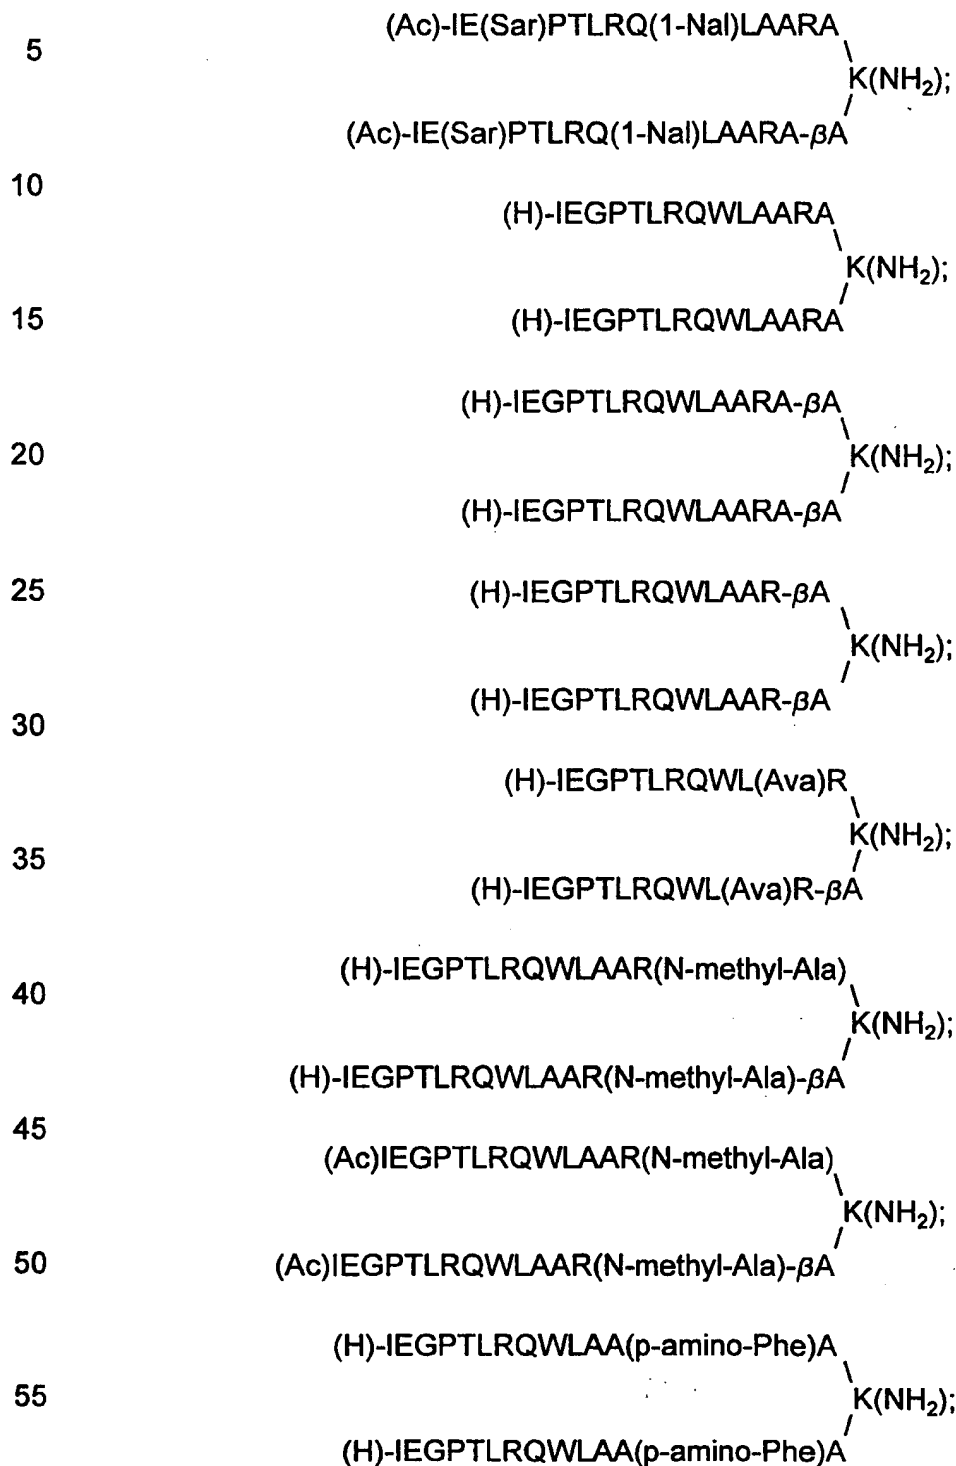 (Ac)-IE(Sar)PTLRQ(1-Nal)LAARA
5
\
K(NH₂);
/
(Ac)-IE(Sar)PTLRQ(1-Nal)LAARA-βA
10
(H)-IEGPTLRQWLAARA
\
K(NH₂);
/
15 (H)-IEGPTLRQWLAARA
(H)-IEGPTLRQWLAARA-βA
\
20 K(NH₂);
/
(H)-IEGPTLRQWLAARA-βA
25 (H)-IEGPTLRQWLAAR-βA
\
K(NH₂);
/
(H)-IEGPTLRQWLAAR-βA
30
(H)-IEGPTLRQWL(Ava)R
\
K(NH₂);
35 /
(H)-IEGPTLRQWL(Ava)R-βA
(H)-IEGPTLRQWLAAR(N-methyl-Ala)
40 \
K(NH₂);
/
(H)-IEGPTLRQWLAAR(N-methyl-Ala)-βA
45
(Ac)IEGPTLRQWLAAR(N-methyl-Ala)
\
K(NH₂);
/
50 (Ac)IEGPTLRQWLAAR(N-methyl-Ala)-βA
(H)-IEGPTLRQWLAA(p-amino-Phe)A
\
55 K(NH₂);
/
(H)-IEGPTLRQWLAA(p-amino-Phe)A